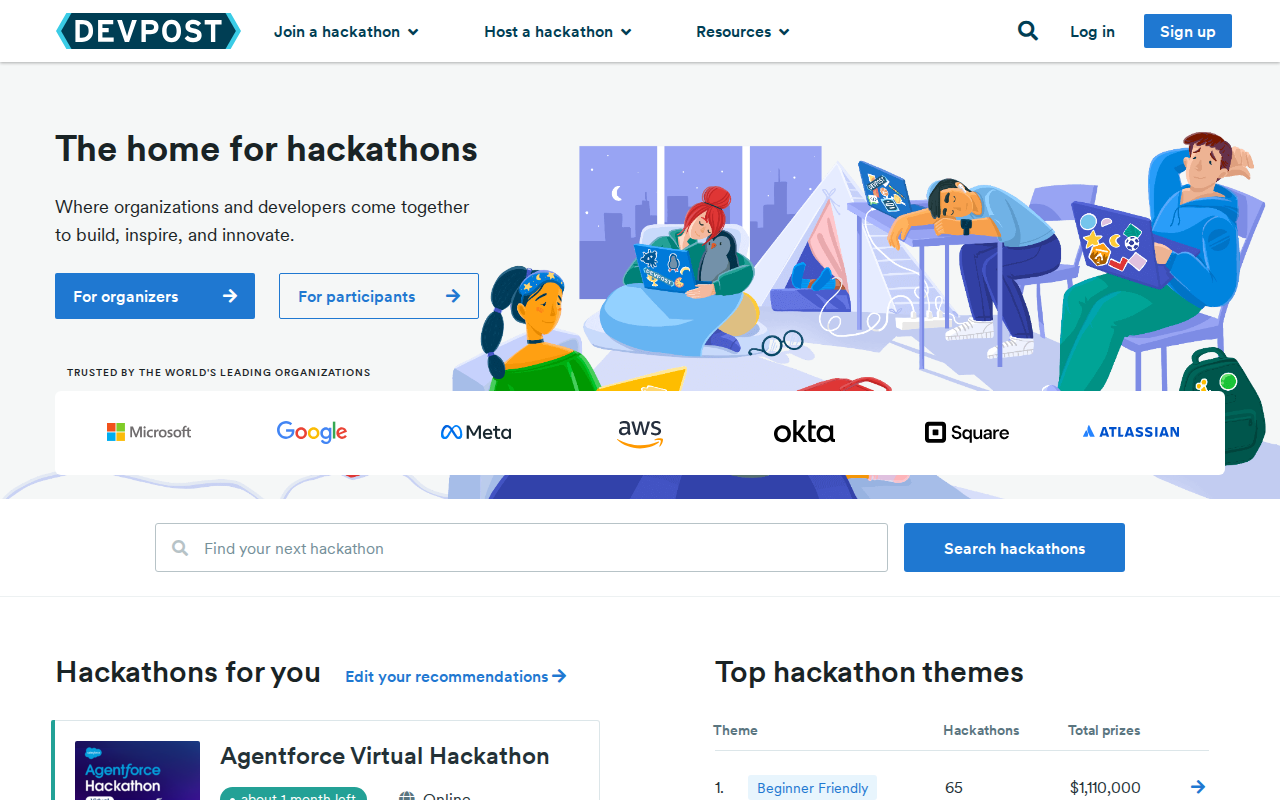 DEVPOST
Join a hackathon
Host a hackathon
Resources
Log in
Sign up
The home for hackathons
Where organizations and developers come together
to build, inspire, and innovate.
For organizers
For participants
DEVPOST
DEVPOST
TRUSTED BY THE WORLD'S LEADING ORGANIZATIONS
Microsoft
Google
Meta
aws
okta
Square
ATLASSIAN
Find your next hackathon
Search hackathons
Hackathons for you
Edit your recommendations
Agentforce
Hackathon
Agentforce Virtual Hackathon
about 1 month left
Online
Top hackathon themes
Theme Hackathons Total prizes
1. Beginner Friendly 65 $1,110,000